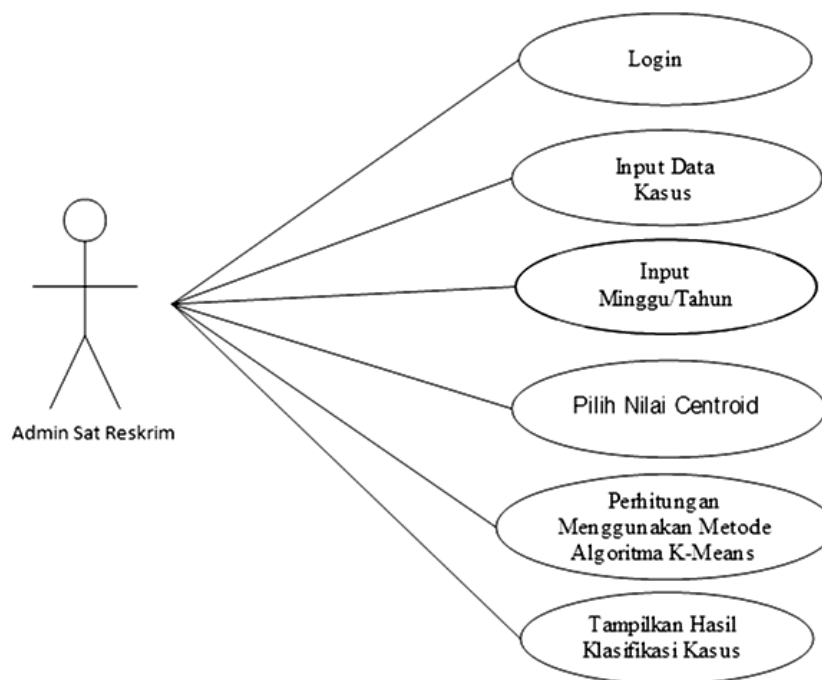 Login
Input Data
Kasus
Input
Minggu/Tahun
Pilih Nilai Centroid
Admin Sat Reskrim
Perhitungan
Menggunakan Metode
Algoritma K-Means
Tampilkan Hasil
Klasifikasi Kasus